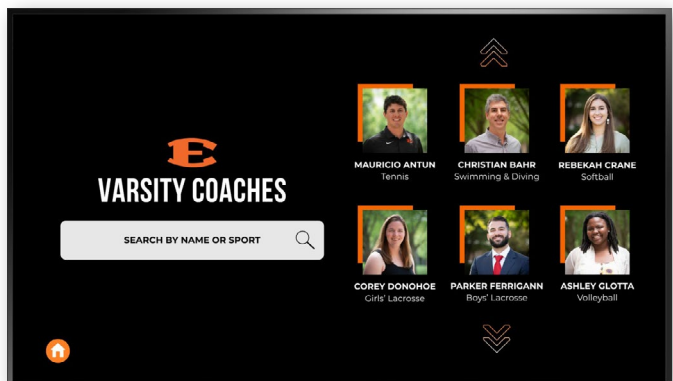 E
VARSITY COACHES
SEARCH BY NAME OR SPORT
MAURICIO ANTUN
Tennis
CHRISTIAN BAHR
Swimming & Diving
REBEKAH CRANE
Softball
COREY DONOHOE
Girls' Lacrosse
PARKER FERRIGANN
Boys' Lacrosse
ASHLEY GLOTTA
Volleyball